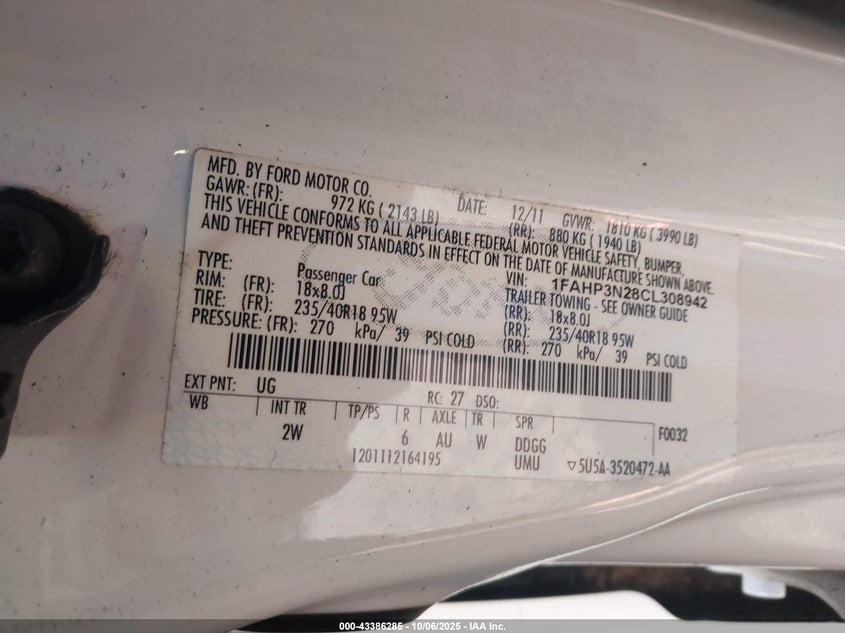 MFD. BY FORD MOTOR CO. DATE: 12/11 GVWR: 1810 KG ( 3990 LB)
GAWR: (FR): 972 KG ( 2143 LB) (RR): 880 KG ( 1940 LB)
THIS VEHICLE CONFORMS TO ALL APPLICABLE FEDERAL MOTOR VEHICLE SAFETY, BUMPER,
AND THEFT PREVENTION STANDARDS IN EFFECT ON THE DATE OF MANUFACTURE SHOWN ABOVE.
VIN: 1FAHP3N28CL308942
TYPE: Passenger Car TRAILER TOWING - SEE OWNER GUIDE
RIM: (FR): 18x8.0J (RR): 18x8.0J
TIRE: (FR): 235/40R18 95W (RR): 235/40R18 95W
PRESSURE: (FR): 270 kPa/ 39 PSI COLD (RR): 270 kPa/ 39 PSI COLD
EXT PNT: UG RC: 27 DSO:
WB INT TR TP/PS R AXLE TR SPR F0032
2W 6 AU W DDGG
1201112164195 UMU ▽5U5A-3520472-AA
000-43386285 - 10/06/2025 - IAA Inc.